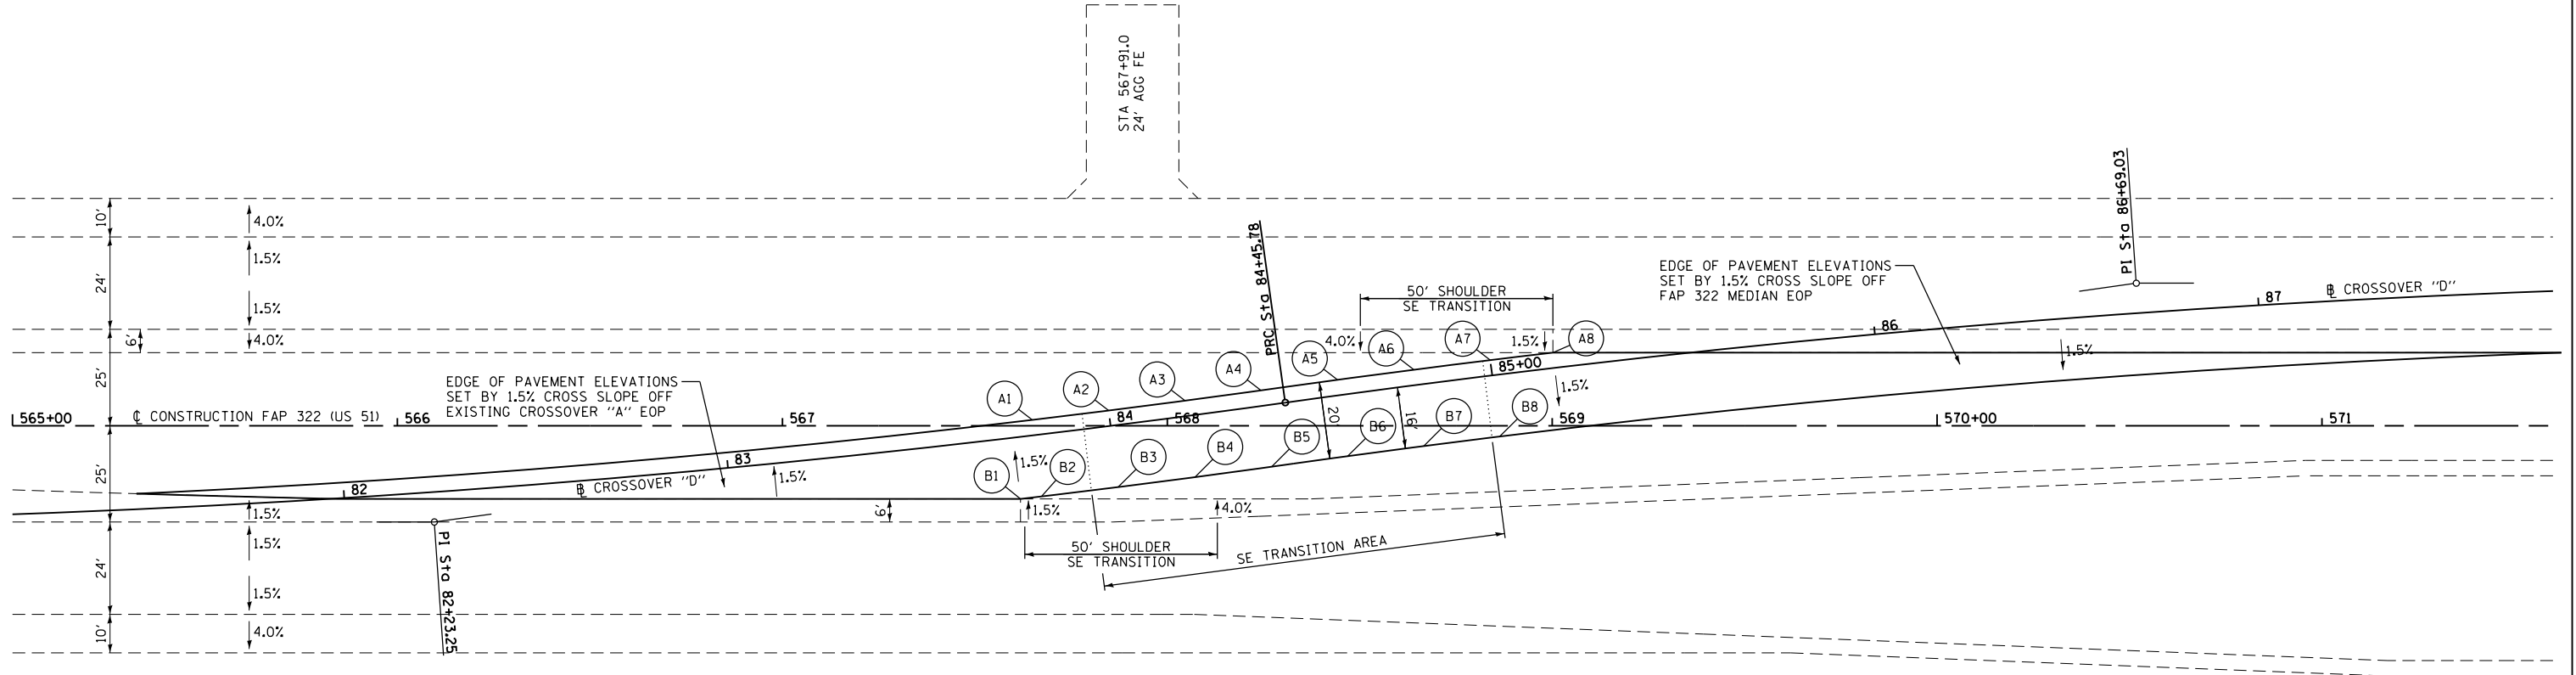 STA 567+91.0
24' AGG FE
10'
4.0%
1.5%
24'
1.5%
4.0%
6'
25'
565+00
℄ CONSTRUCTION FAP 322 (US 51)
566
567
568
569
570+00
571
EDGE OF PAVEMENT ELEVATIONS
SET BY 1.5% CROSS SLOPE OFF
EXISTING CROSSOVER "A" EOP
A1
A2
A3
A4
A5
A6
A7
A8
PRC Sta 84+45.78
50' SHOULDER
SE TRANSITION
4.0%
1.5%
EDGE OF PAVEMENT ELEVATIONS
SET BY 1.5% CROSS SLOPE OFF
FAP 322 MEDIAN EOP
PI Sta 86+69.03
87
CROSSOVER "D"
86
85+00
84
83
82
CROSSOVER "D"
1.5%
1.5%
1.5%
1.5%
20'
16'
B1
B2
B3
B4
B5
B6
B7
B8
25'
1.5%
6'
1.5%
4.0%
50' SHOULDER
SE TRANSITION
SE TRANSITION AREA
PI Sta 82+23.25
1.5%
24'
1.5%
10'
4.0%